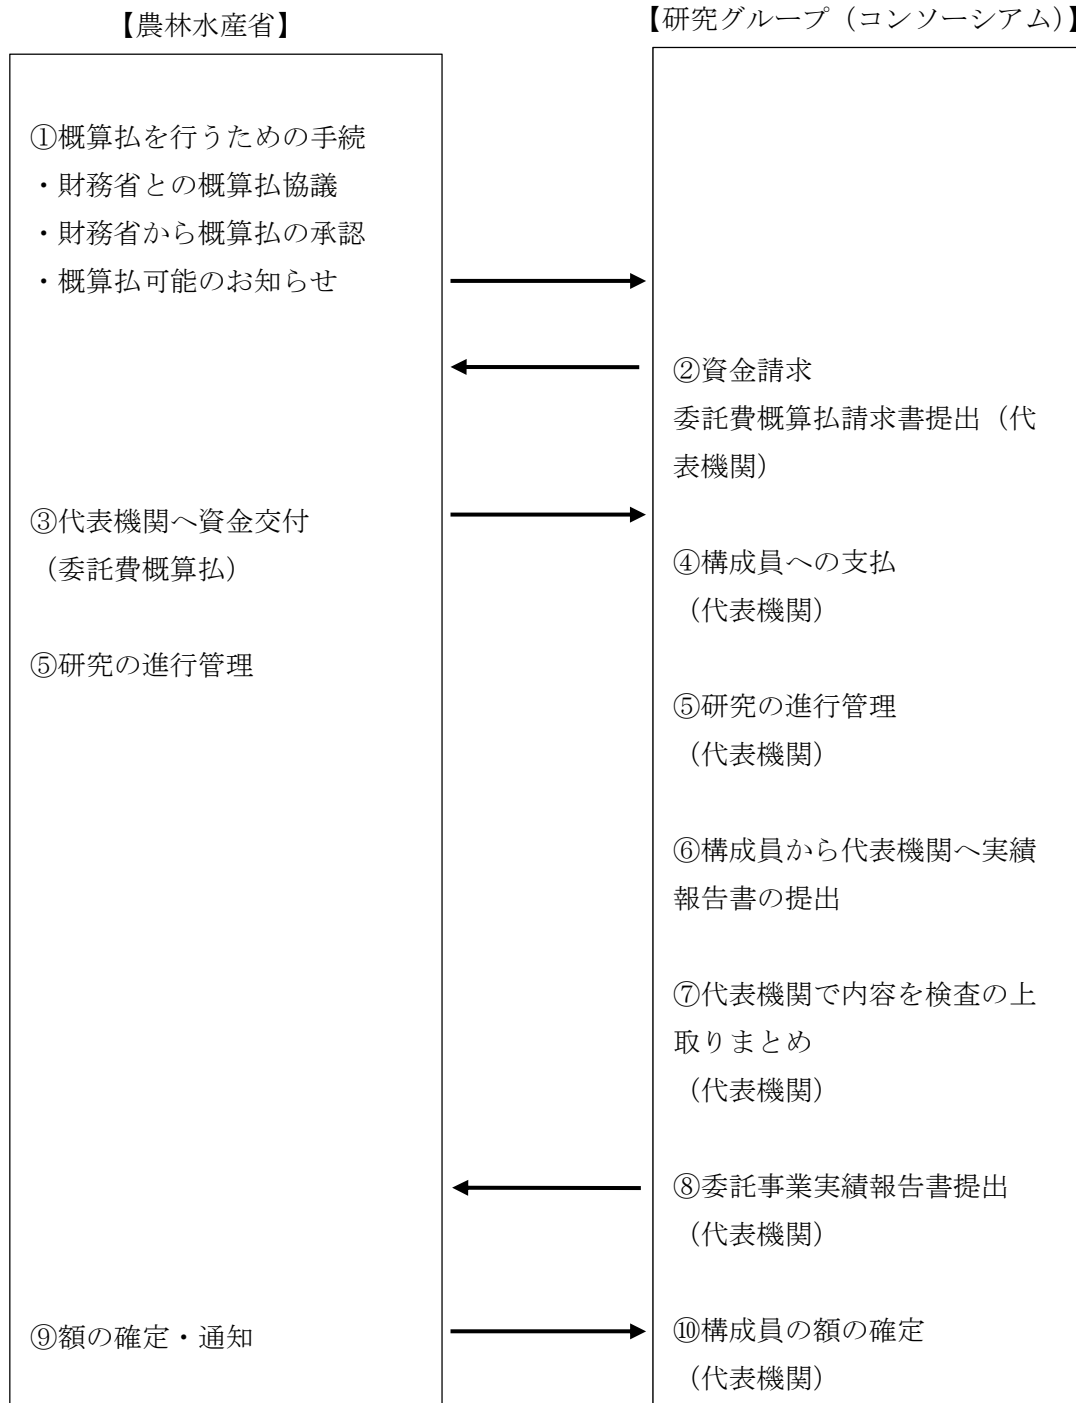 【農林水産省】
①概算払を行うための手続
・財務省との概算払協議
・財務省から概算払の承認
・概算払可能のお知らせ
③代表機関へ資金交付
（委託費概算払）
⑤研究の進行管理
⑨額の確定・通知
【研究グループ（コンソーシアム）】
②資金請求
委託費概算払請求書提出（代
表機関）
④構成員への支払
（代表機関）
⑤研究の進行管理
（代表機関）
⑥構成員から代表機関へ実績
報告書の提出
⑦代表機関で内容を検査の上
取りまとめ
（代表機関）
⑧委託事業実績報告書提出
（代表機関）
⑩構成員の額の確定
（代表機関）